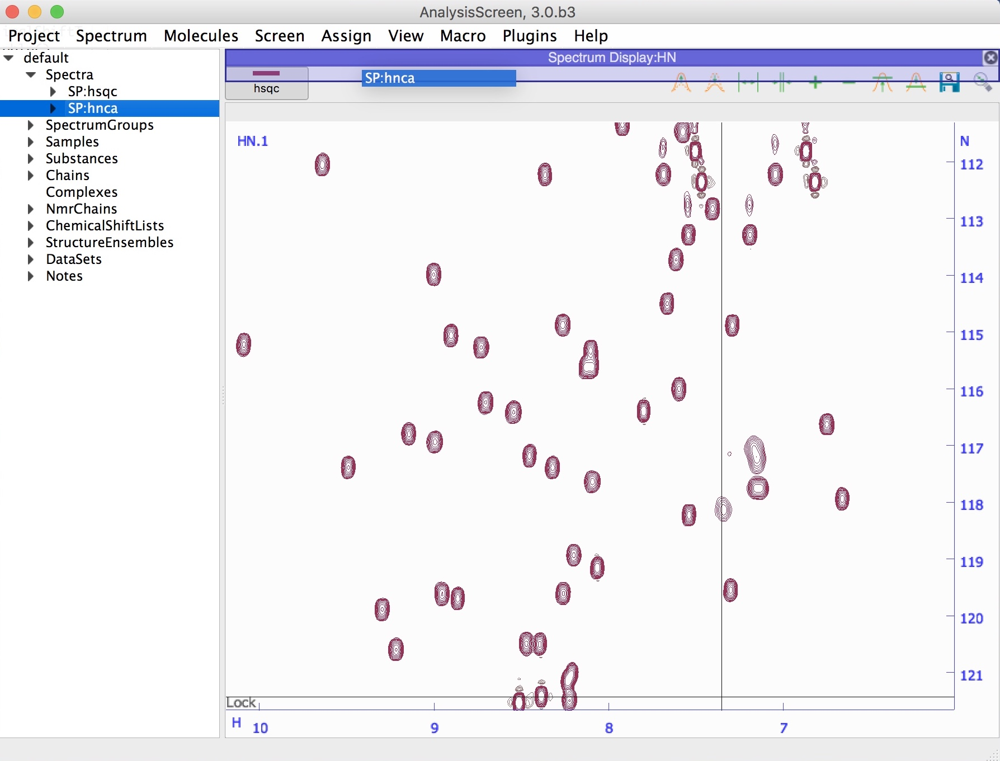 AnalysisScreen, 3.0.b3
Project Spectrum Molecules Screen Assign View Macro Plugins Help
default
Spectra
SP:hsqc
SP:hnca
SpectrumGroups
Samples
Substances
Chains
Complexes
NmrChains
ChemicalShiftLists
StructureEnsembles
DataSets
Notes
Spectrum Display:HN
hsqc
SP:hnca
HN.1
N
112
113
114
115
116
117
118
119
120
121
Lock
H 10 9 8 7